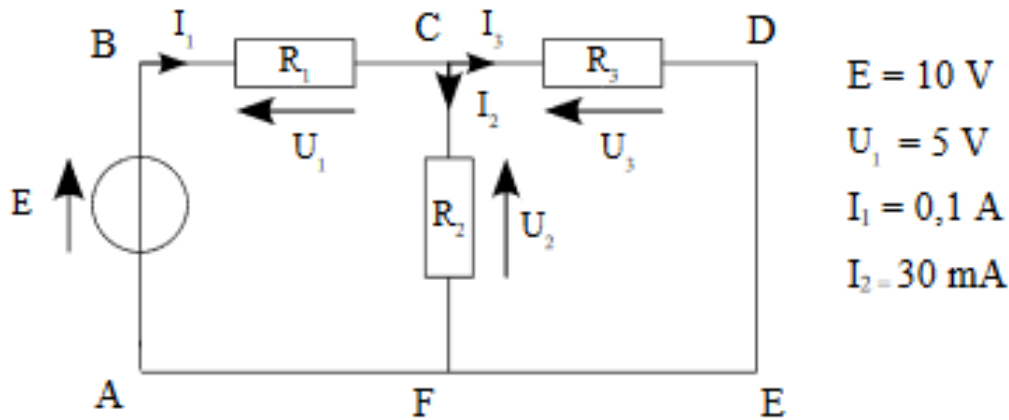 B I₁ C I₃ D
R₁ R₃
U₁ I₂ U₃
E R₂ U₂
A F E
E = 10 V
U₁ = 5 V
I₁ = 0,1 A
I₂ = 30 mA